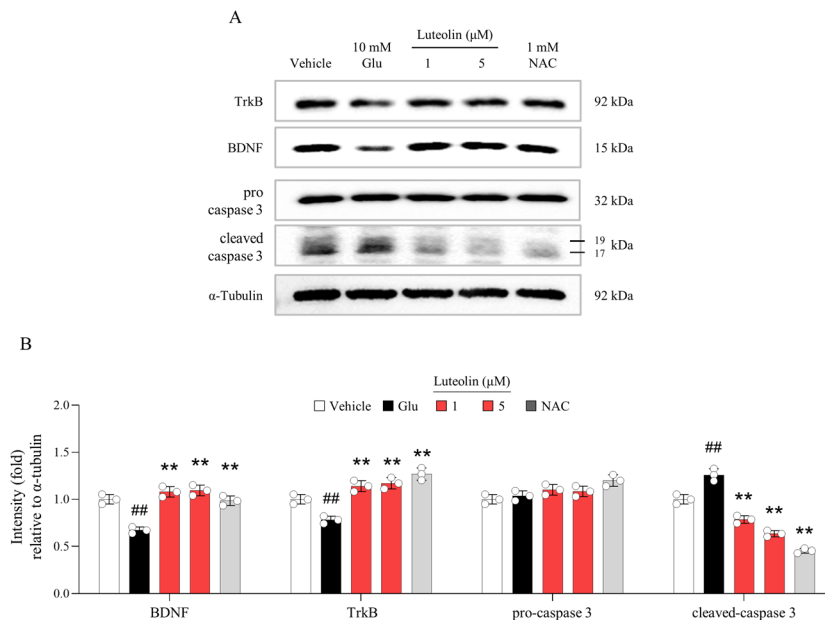 A
Luteolin (μM)
10 mM
1 mM
Vehicle
Glu
1
5
NAC
TrkB
92 kDa
BDNF
15 kDa
pro
caspase 3
32 kDa
cleaved
caspase 3
19
17
kDa
α-Tubulin
92 kDa
B
Luteolin (μM)
Vehicle
Glu
1
5
NAC
Intensity (fold)
relative to α-tubulin
2.0
1.5
1.0
0.5
0.0
##
**
**
**
##
**
**
**
##
**
**
**
BDNF
TrkB
pro-caspase 3
cleaved-caspase 3